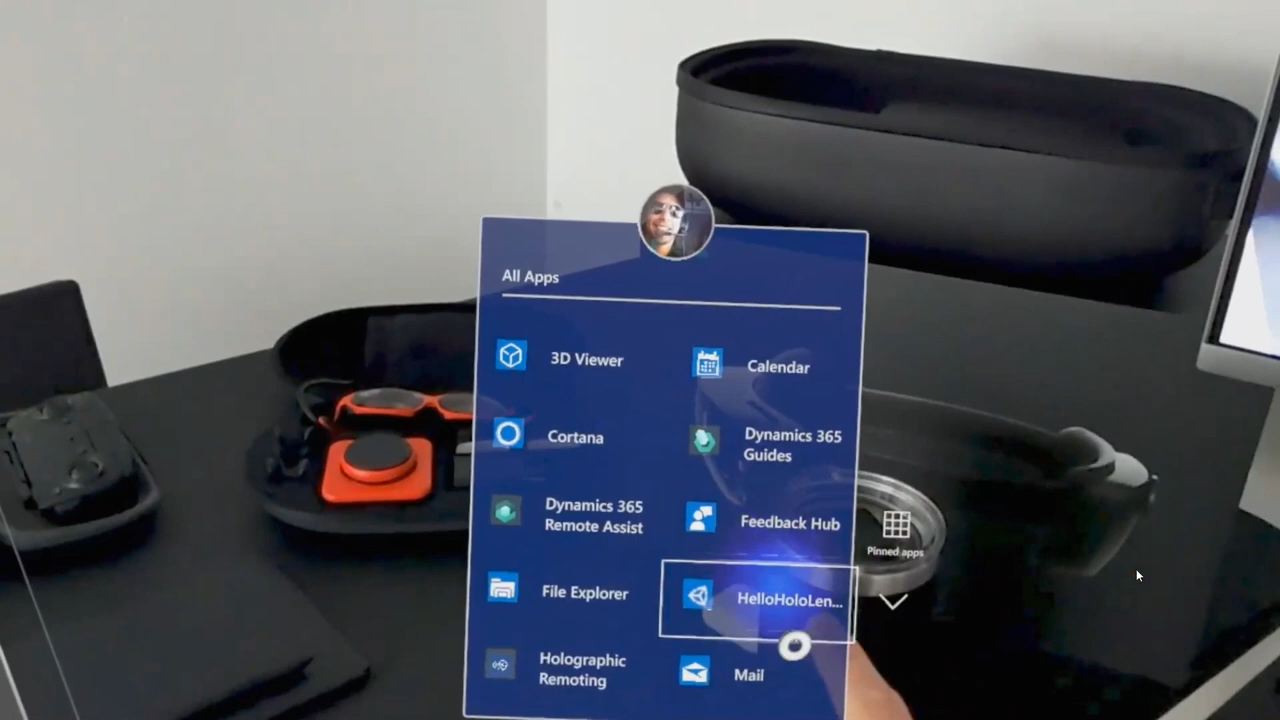 All Apps
3D Viewer
Calendar
Cortana
Dynamics 365
Guides
Dynamics 365
Remote Assist
Feedback Hub
Pinned apps
File Explorer
HelloHoloLen...
Holographic
Remoting
Mail